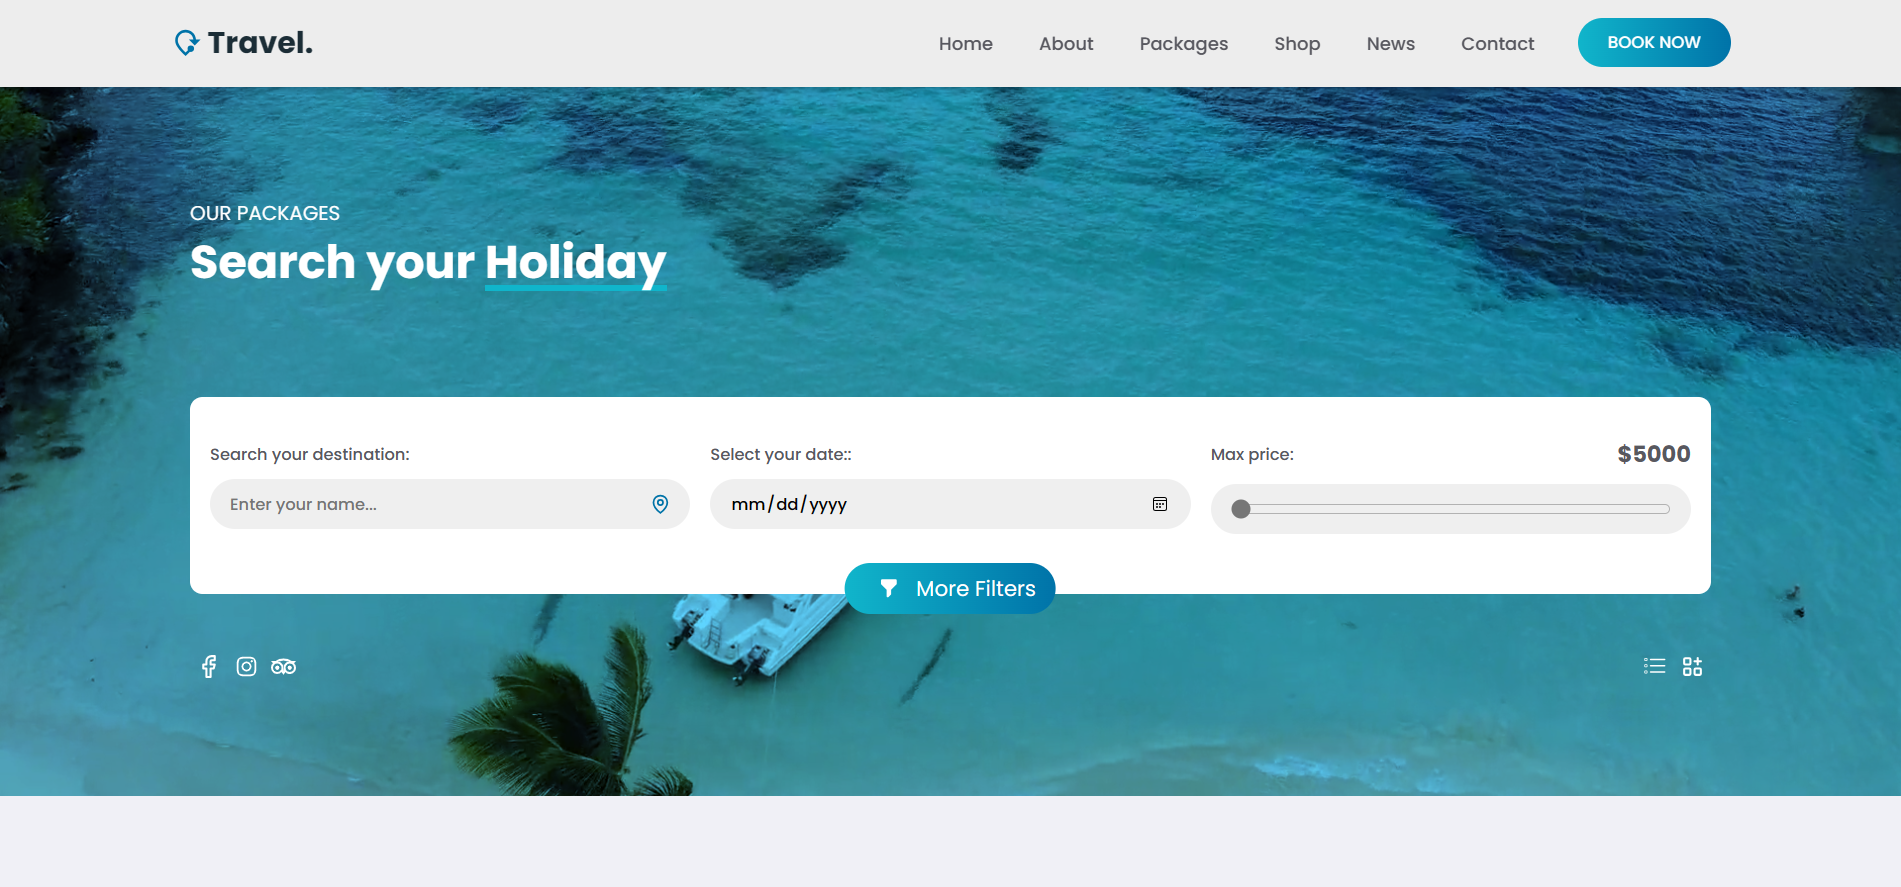 Travel.
Home About Packages Shop News Contact BOOK NOW
OUR PACKAGES
Search your Holiday
Search your destination: Select your date:: Max price: $5000
Enter your name... mm/dd/yyyy
More Filters